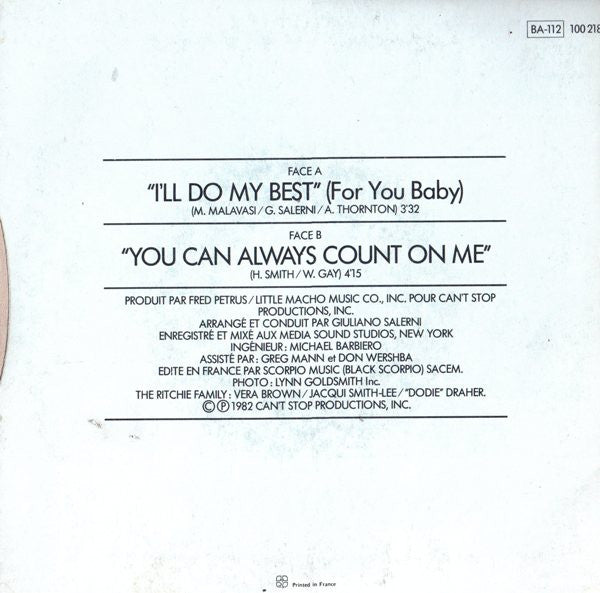 BA-112 100 218
FACE A
"I'LL DO MY BEST" (For You Baby)
(M. MALAVASI / G. SALERNI / A. THORNTON) 3'32
FACE B
"YOU CAN ALWAYS COUNT ON ME"
(H. SMITH / W. GAY) 4'15
PRODUIT PAR FRED PETRUS / LITTLE MACHO MUSIC CO., INC. POUR CAN'T STOP
PRODUCTIONS, INC.
ARRANGÉ ET CONDUIT PAR GIULIANO SALERNI
ENREGISTRÉ ET MIXÉ AUX MEDIA SOUND STUDIOS, NEW YORK
INGÉNIEUR : MICHAEL BARBIERO
ASSISTÉ PAR : GREG MANN et DON WERSHBA
EDITE EN FRANCE PAR SCORPIO MUSIC (BLACK SCORPIO) SACEM.
PHOTO : LYNN GOLDSMITH Inc.
THE RITCHIE FAMILY : VERA BROWN / JACQUI SMITH-LEE / "DODIE" DRAHER.
© ℗ 1982 CAN'T STOP PRODUCTIONS, INC.
Printed in France